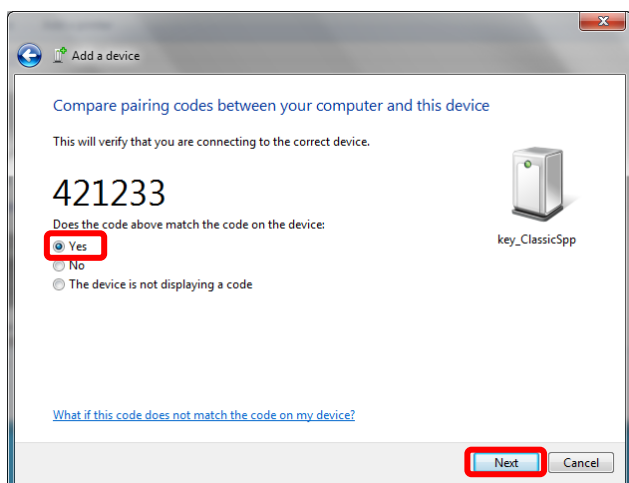 Add a device
Compare pairing codes between your computer and this device
This will verify that you are connecting to the correct device.
421233
Does the code above match the code on the device:
key_ClassicSpp
Yes
No
The device is not displaying a code
What if this code does not match the code on my device?
Next Cancel